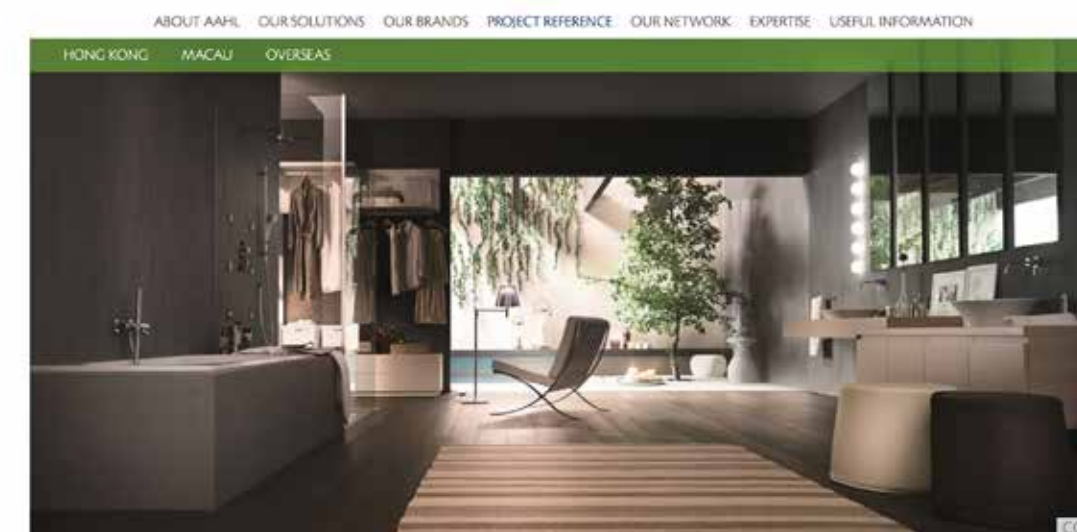 ABOUT AAHL OUR SOLUTIONS OUR BRANDS PROJECT REFERENCE OUR NETWORK EXPERTISE USEFUL INFORMATION
HONG KONG MACAU OVERSEAS